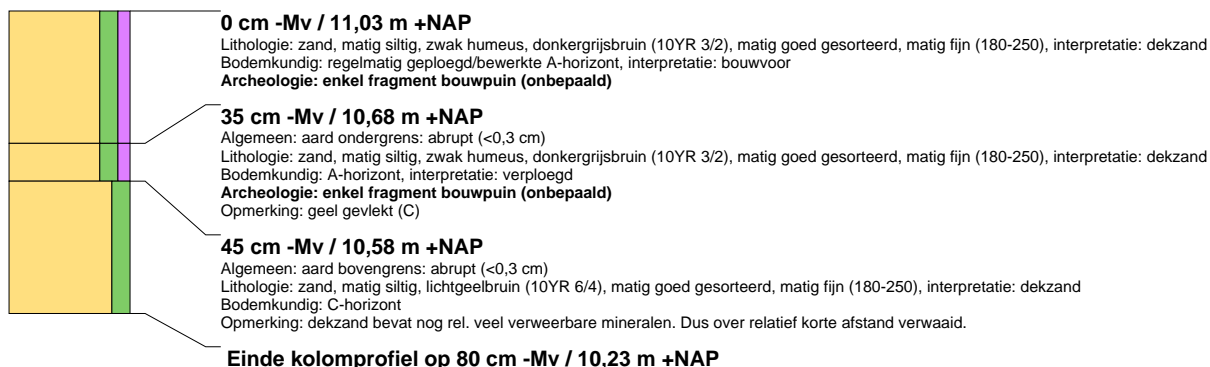 0 cm -Mv / 11,03 m +NAP
Lithologie: zand, matig siltig, zwak humeus, donkergrijsbruin (10YR 3/2), matig goed gesorteerd, matig fijn (180-250), interpretatie: dekzand
Bodemkundig: regelmatig geploegd/bewerkte A-horizont, interpretatie: bouwvoor
Archeologie: enkel fragment bouwpuin (onbepaald)
35 cm -Mv / 10,68 m +NAP
Algemeen: aard ondergrens: abrupt (<0,3 cm)
Lithologie: zand, matig siltig, zwak humeus, donkergrijsbruin (10YR 3/2), matig goed gesorteerd, matig fijn (180-250), interpretatie: dekzand
Bodemkundig: A-horizont, interpretatie: verploegd
Archeologie: enkel fragment bouwpuin (onbepaald)
Opmerking: geel gevlekt (C)
45 cm -Mv / 10,58 m +NAP
Algemeen: aard bovengrens: abrupt (<0,3 cm)
Lithologie: zand, matig siltig, lichtgeelbruin (10YR 6/4), matig goed gesorteerd, matig fijn (180-250), interpretatie: dekzand
Bodemkundig: C-horizont
Opmerking: dekzand bevat nog rel. veel verweerbare mineralen. Dus over relatief korte afstand verwaaid.
Einde kolomprofiel op 80 cm -Mv / 10,23 m +NAP